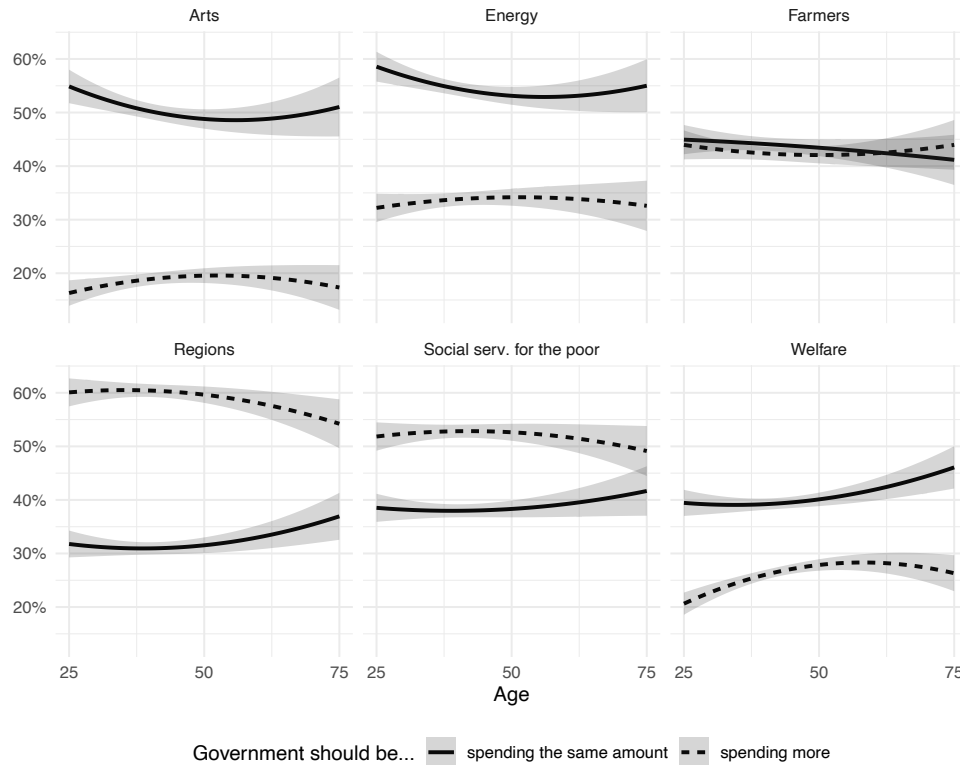 Arts Energy Farmers
60%
50%
40%
30%
20%
Regions Social serv. for the poor Welfare
60%
50%
40%
30%
20%
25 50 75 25 50 75 25 50 75
Age
Government should be... spending the same amount spending more